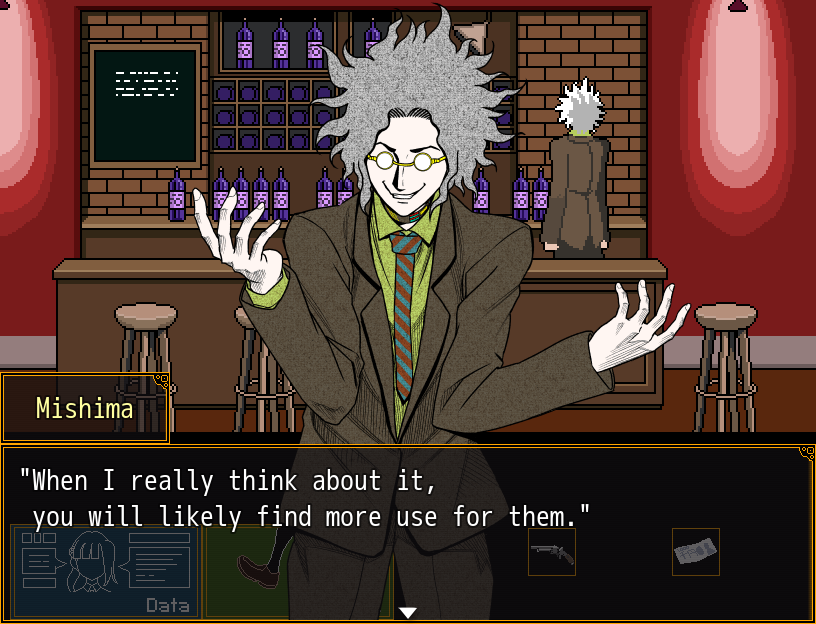 Mishima
"When I really think about it,
you will likely find more use for them."
Data